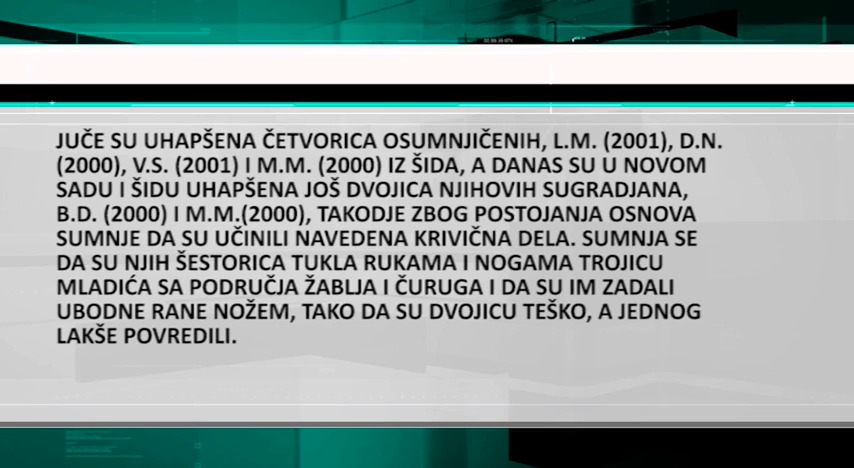 JUČE SU UHAPŠENA ČETVORICA OSUMNJIČENIH, L.M. (2001), D.N.
(2000), V.S. (2001) I M.M. (2000) IZ ŠIDA, A DANAS SU U NOVOM
SADU I ŠIDU UHAPŠENA JOŠ DVOJICA NJIHOVIH SUGRADJANA,
B.D. (2000) I M.M.(2000), TAKODJE ZBOG POSTOJANJA OSNOVA
SUMNJE DA SU UČINILI NAVEDENA KRIVIČNA DELA. SUMNJA SE
DA SU NJIH ŠESTORICA TUKLA RUKAMA I NOGAMA TROJICU
MLADIĆA SA PODRUČJA ŽABLJA I ČURUGA I DA SU IM ZADALI
UBODNE RANE NOŽEM, TAKO DA SU DVOJICU TEŠKO, A JEDNOG
LAKŠE POVREDILI.